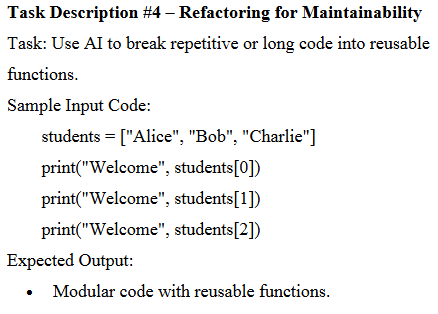 Task Description #4 – Refactoring for Maintainability
Task: Use AI to break repetitive or long code into reusable
functions.
Sample Input Code:
students = ["Alice", "Bob", "Charlie"]
print("Welcome", students[0])
print("Welcome", students[1])
print("Welcome", students[2])
Expected Output:
• Modular code with reusable functions.